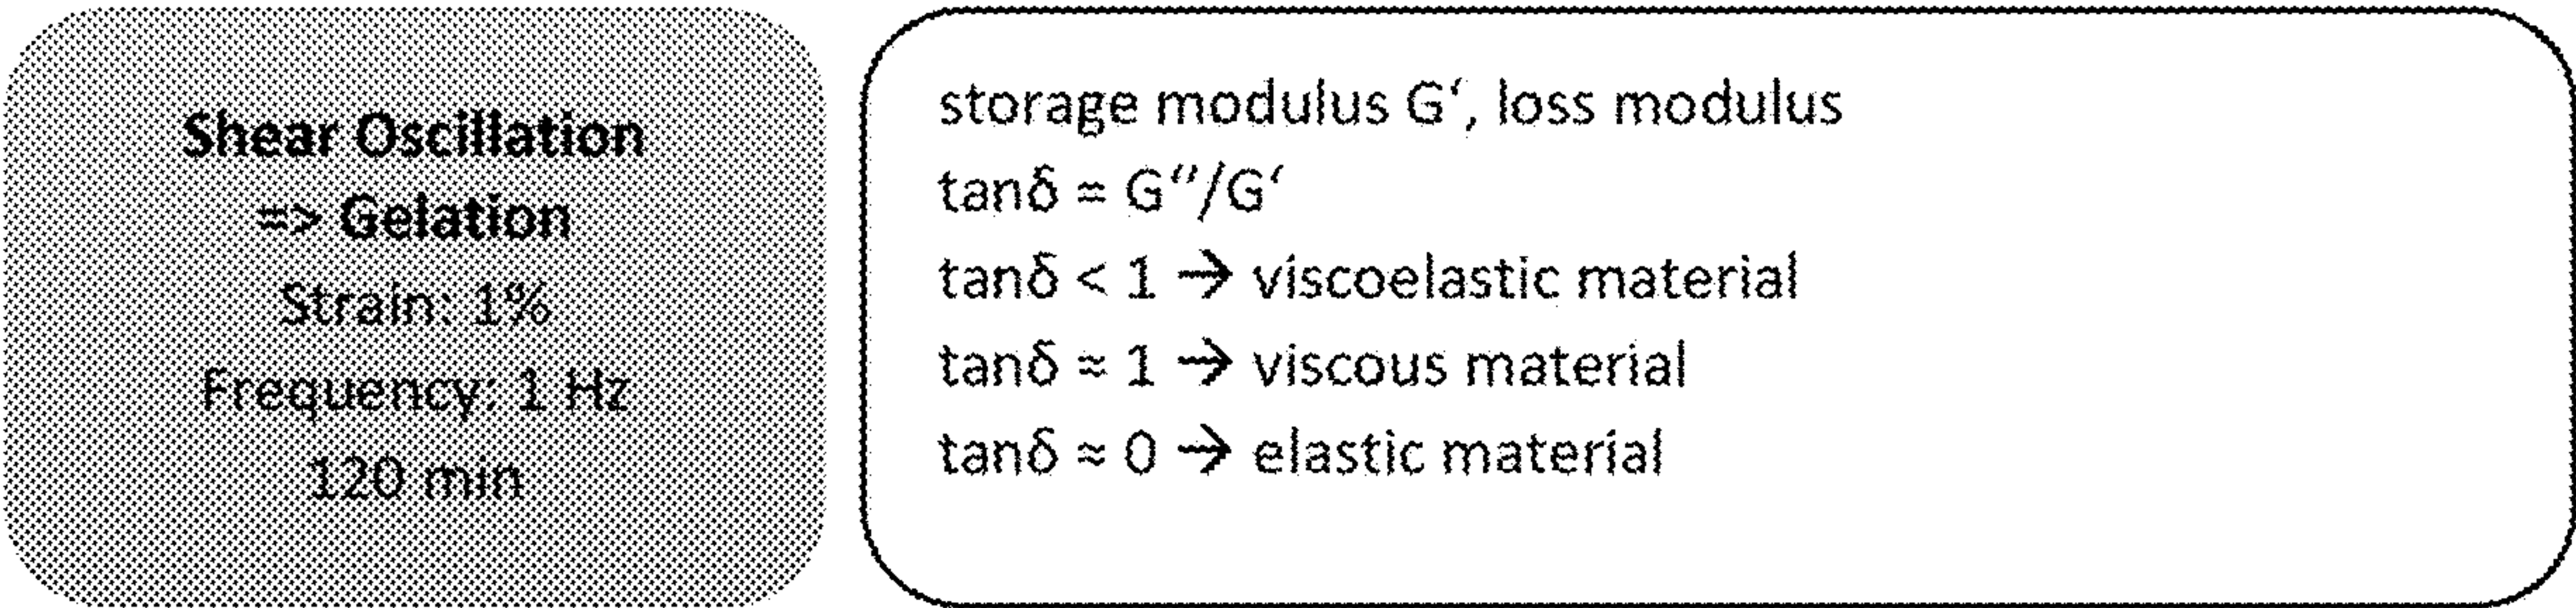 Shear Oscillation
=> Gelation
Strain: 1%
Frequency: 1 Hz
120 min
storage modulus G‘, loss modulus
tanδ = G‘‘/G‘
tanδ < 1 → viscoelastic material
tanδ ≈ 1 → viscous material
tanδ ≈ 0 → elastic material